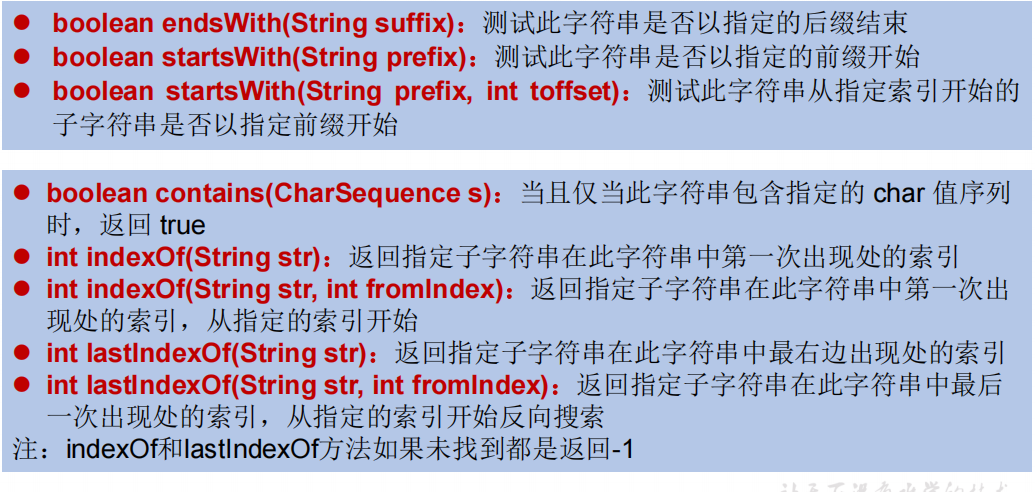 ● boolean endsWith(String suffix)：测试此字符串是否以指定的后缀结束
● boolean startsWith(String prefix)：测试此字符串是否以指定的前缀开始
● boolean startsWith(String prefix, int toffset)：测试此字符串从指定索引开始的
子字符串是否以指定前缀开始
● boolean contains(CharSequence s)：当且仅当此字符串包含指定的 char 值序列
时，返回 true
● int indexOf(String str)：返回指定子字符串在此字符串中第一次出现处的索引
● int indexOf(String str, int fromIndex)：返回指定子字符串在此字符串中第一次出
现处的索引，从指定的索引开始
● int lastIndexOf(String str)：返回指定子字符串在此字符串中最右边出现处的索引
● int lastIndexOf(String str, int fromIndex)：返回指定子字符串在此字符串中最后
一次出现处的索引，从指定的索引开始反向搜索
注：indexOf和lastIndexOf方法如果未找到都是返回-1